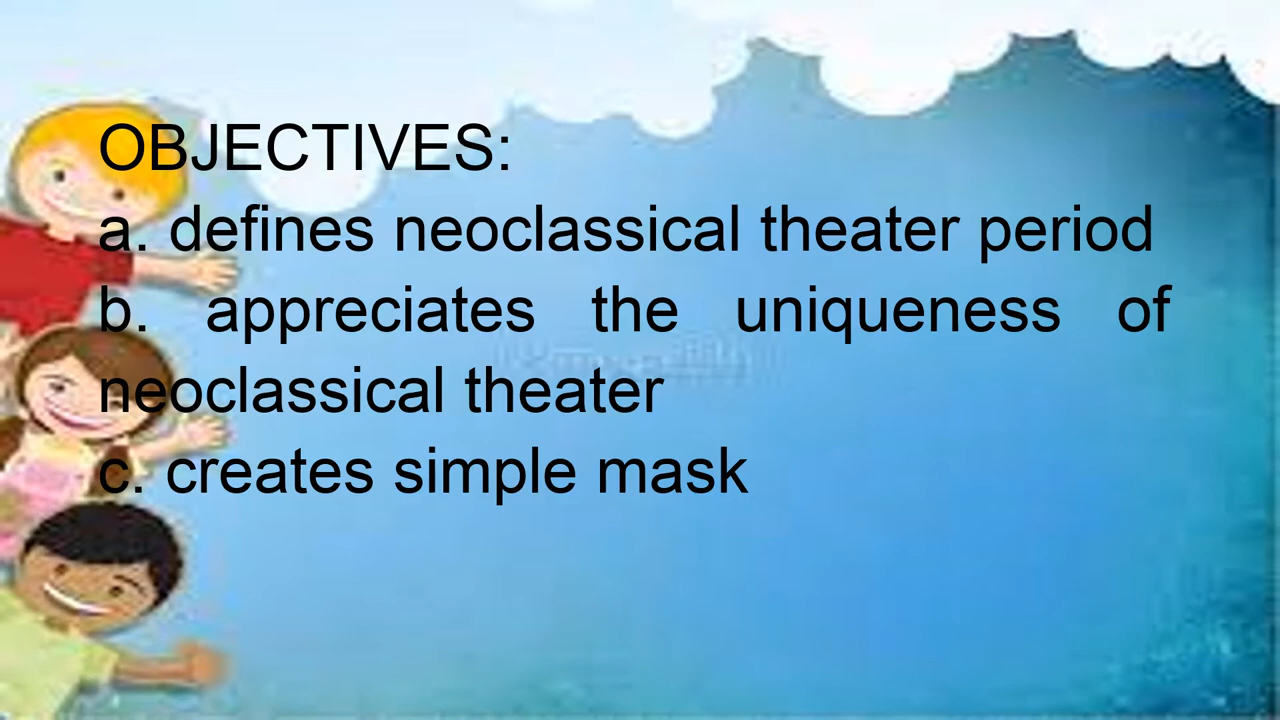 OBJECTIVES:
a. defines neoclassical theater period
b. appreciates the uniqueness of
neoclassical theater
c. creates simple mask